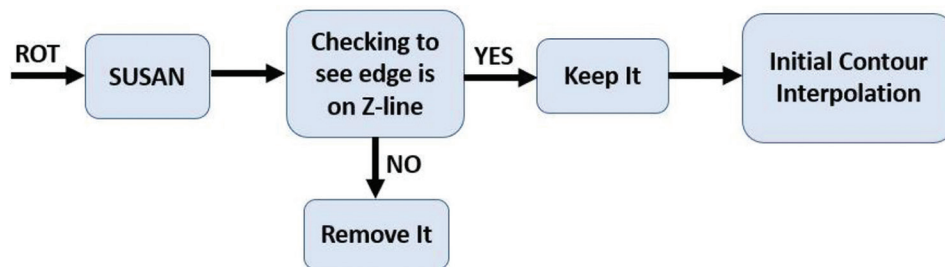 ROT
SUSAN
Checking to
see edge is
on Z-line
YES
Keep It
Initial Contour
Interpolation
NO
Remove It